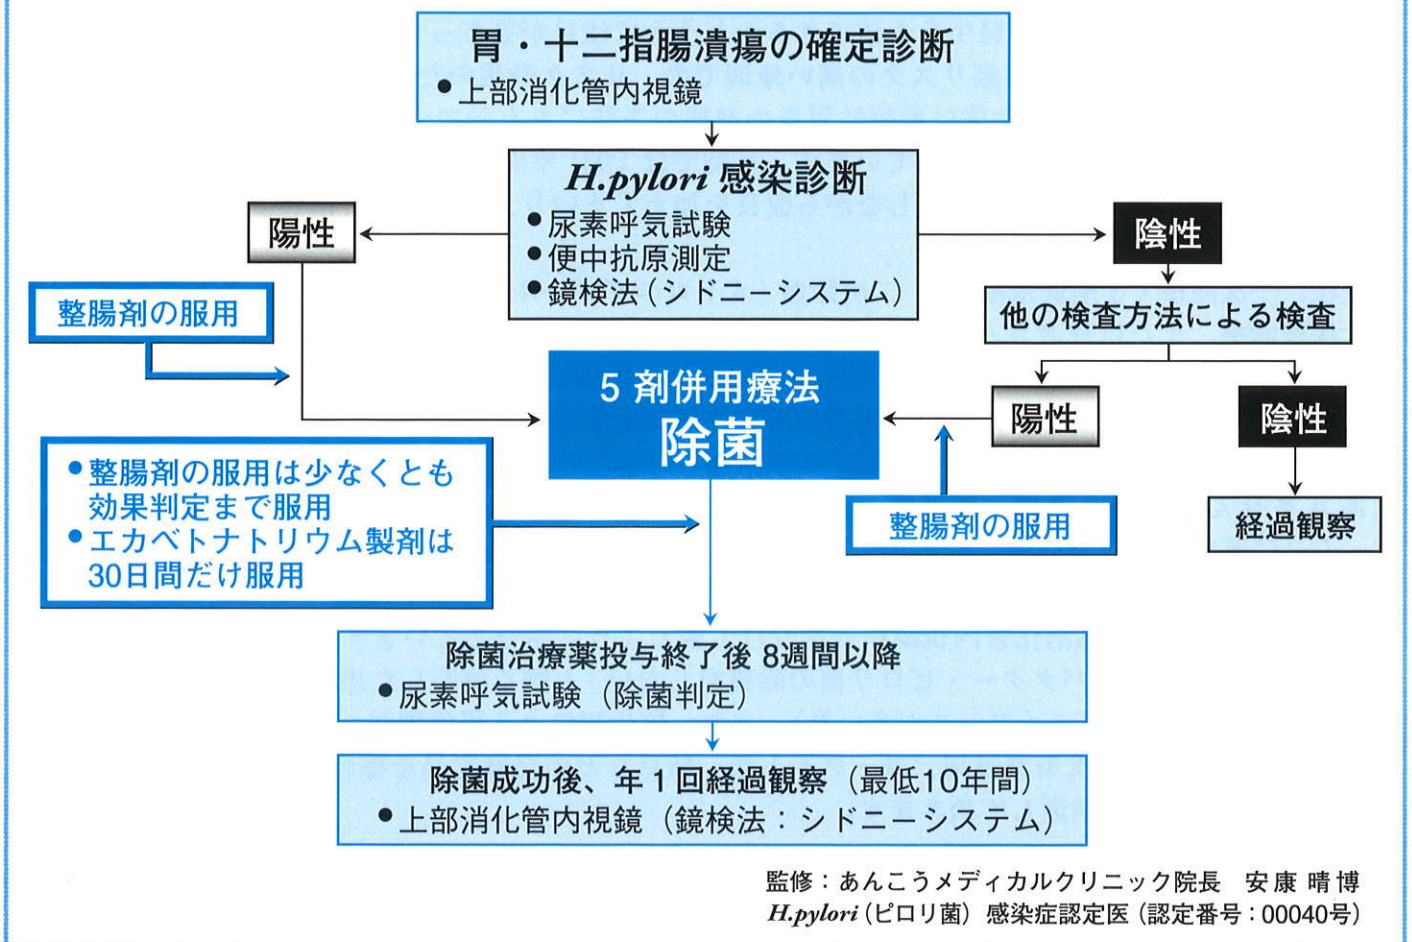 胃・十二指腸潰瘍の確定診断
●上部消化管内視鏡
H.pylori 感染診断
●尿素呼気試験
●便中抗原測定
●鏡検法（シドニーシステム）
陽性
陰性
整腸剤の服用
他の検査方法による検査
5 剤併用療法
除菌
陽性
陰性
●整腸剤の服用は少なくとも
効果判定まで服用
●エカベトナトリウム製剤は
30日間だけ服用
整腸剤の服用
経過観察
除菌治療薬投与終了後 8週間以降
●尿素呼気試験（除菌判定）
除菌成功後、年1回経過観察（最低10年間）
●上部消化管内視鏡（鏡検法：シドニーシステム）
監修：あんこうメディカルクリニック院長　安康 晴博
H.pylori（ピロリ菌）感染症認定医（認定番号：00040号）